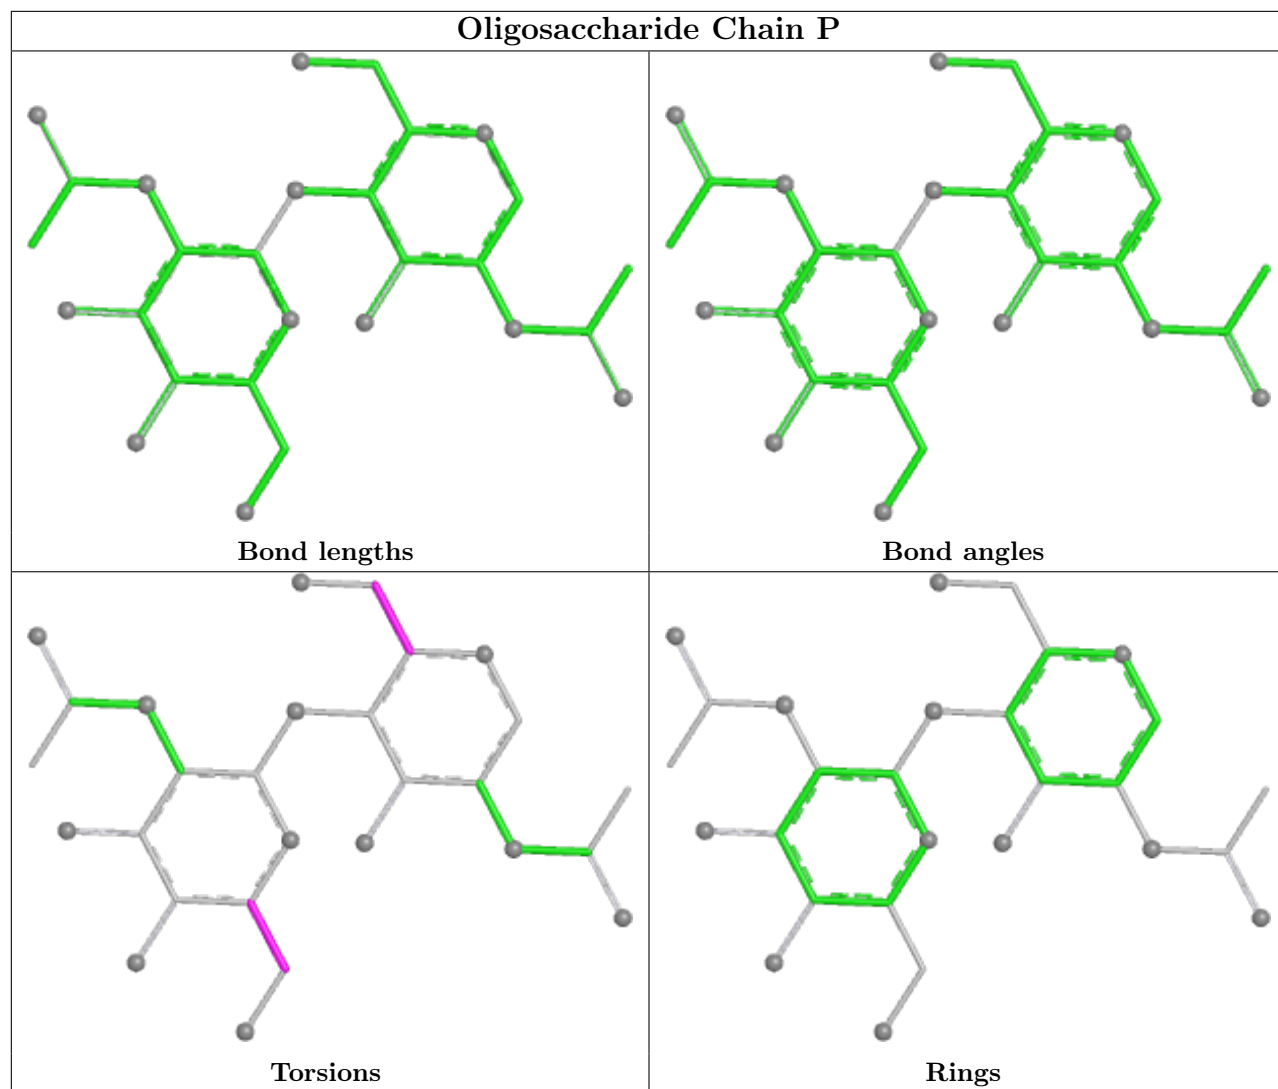 Oligosaccharide Chain P
Bond lengths
Bond angles
Torsions
Rings